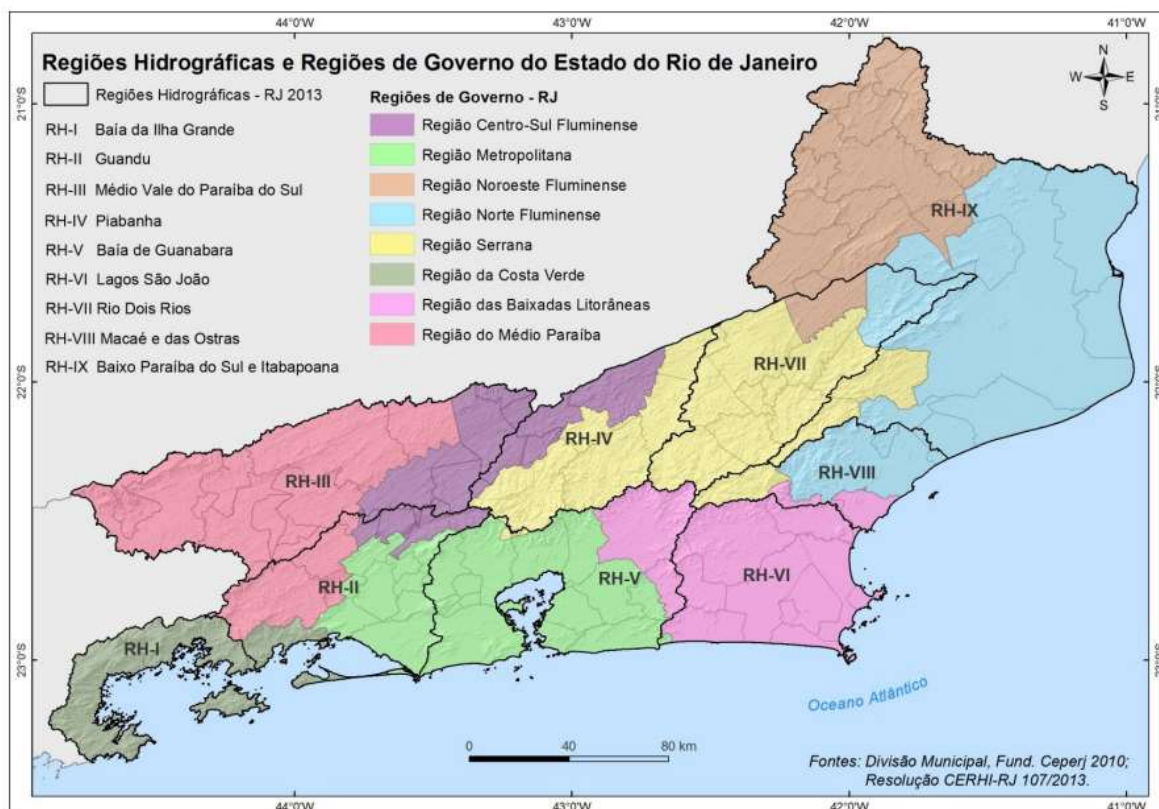 44°0'W 43°0'W 42°0'W 41°0'W
Regiões Hidrográficas e Regiões de Governo do Estado do Rio de Janeiro
N
W E
S
Regiões Hidrográficas - RJ 2013
RH-I Baía da Ilha Grande
RH-II Guandu
RH-III Médio Vale do Paraíba do Sul
RH-IV Piabanha
RH-V Baía de Guanabara
RH-VI Lagos São João
RH-VII Rio Dois Rios
RH-VIII Macaé e das Ostras
RH-IX Baixo Paraíba do Sul e Itabapoana
Regiões de Governo - RJ
Região Centro-Sul Fluminense
Região Metropolitana
Região Noroeste Fluminense
Região Norte Fluminense
Região Serrana
Região da Costa Verde
Região das Baixadas Litorâneas
Região do Médio Paraíba
21°0'S
22°0'S
23°0'S
RH-IX
RH-VII
RH-IV
RH-VIII
RH-III
RH-VI
RH-V
RH-II
RH-I
Oceano Atlântico
0 40 80 km
Fontes: Divisão Municipal, Fund. Ceperj 2010;
Resolução CERHI-RJ 107/2013.
44°0'W 43°0'W 42°0'W 41°0'W